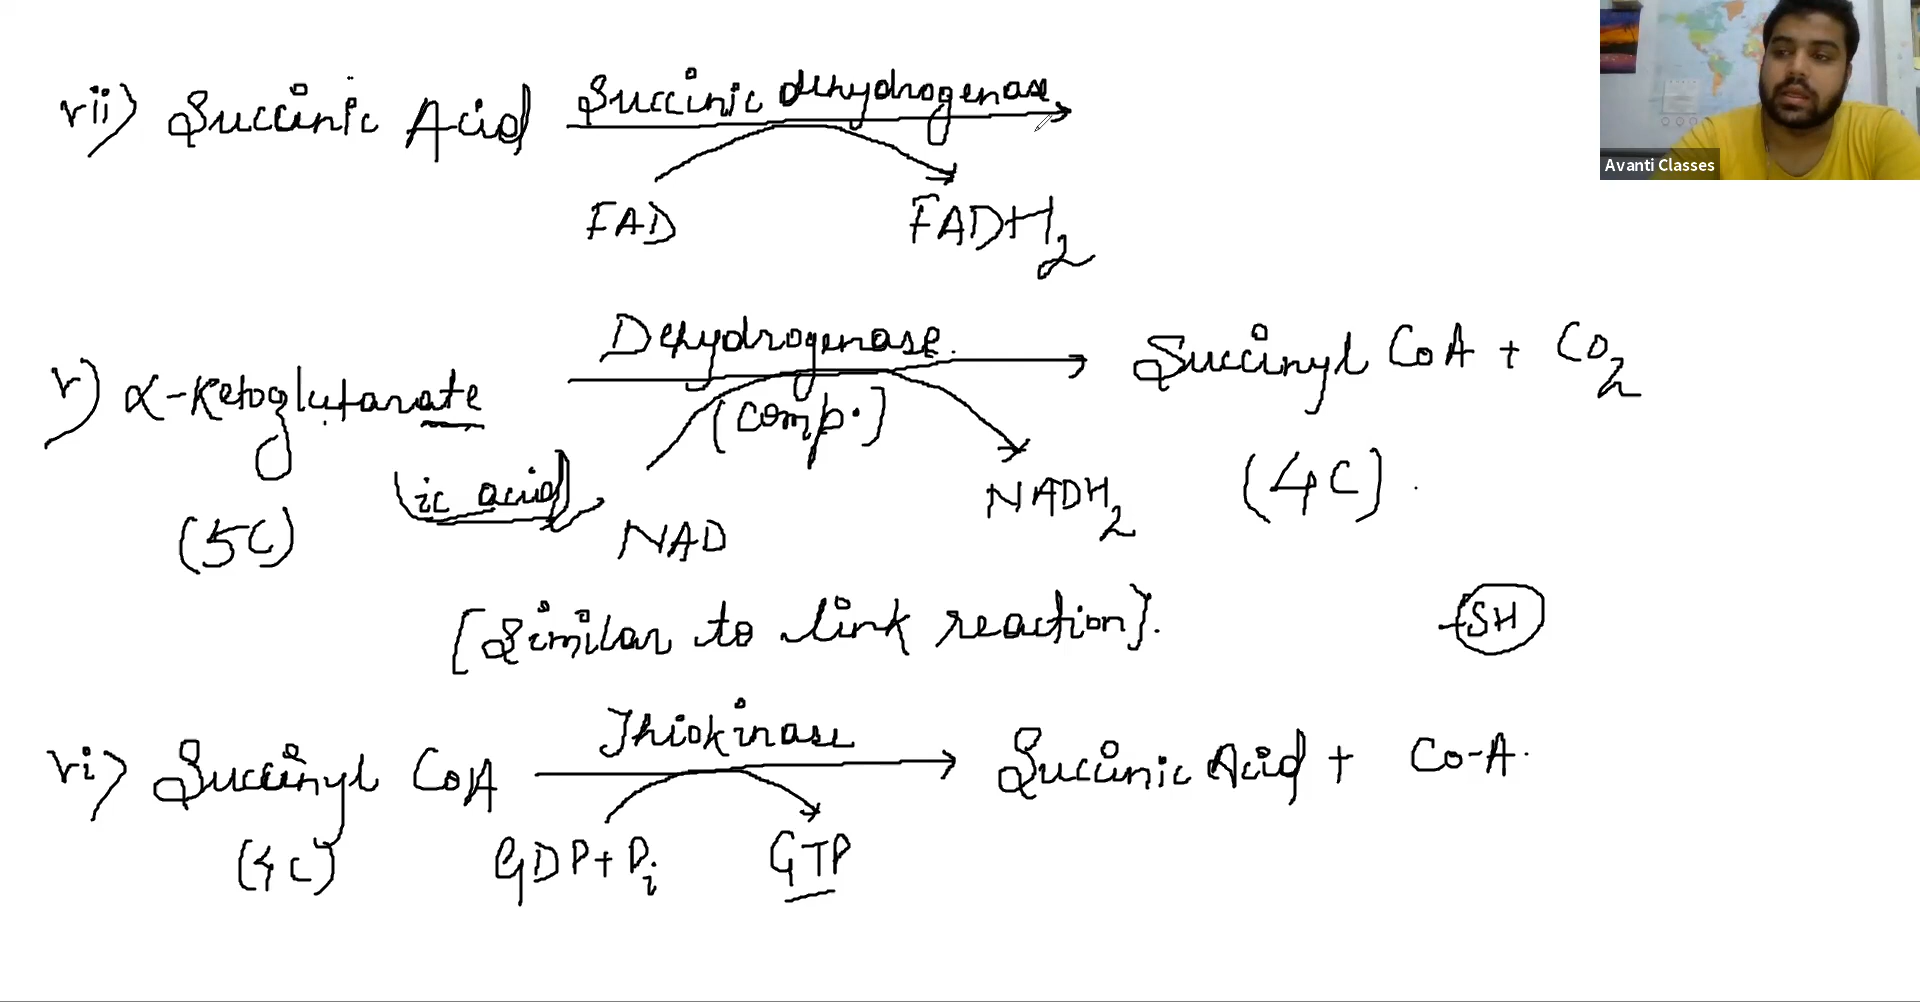 vii) Succinic Acid Succinic dehydrogenase
FAD FADH2
Avanti Classes
v) α-Ketoglutarate Dehydrogenase. Succinyl CoA + CO2
(comp.)
(5C) ic acid) NAD NADH2 (4C).
[Similar to link reaction].
-SH
vi) Succinyl CoA Thiokinase Succinic Acid + Co-A.
(4C) GDP + Pi GTP